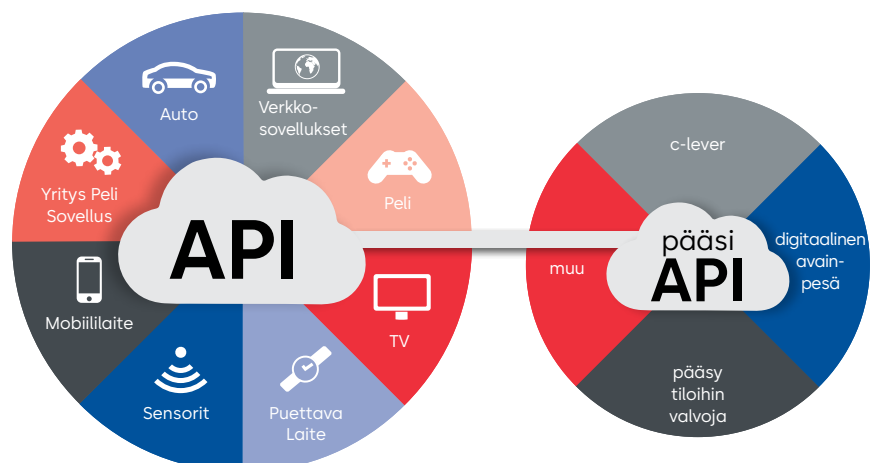 Auto
Verkko-
sovellukset
Yritys Peli
Sovellus
Peli
API
Mobiililaite
TV
Sensorit
Puettava
Laite
c-lever
muu
pääsi
API
digitaalinen
avain-
pesä
pääsy
tiloihin
valvoja